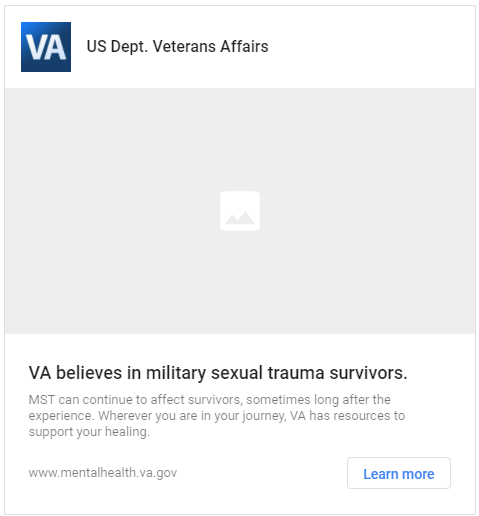 VA
US Dept. Veterans Affairs
VA believes in military sexual trauma survivors.
MST can continue to affect survivors, sometimes long after the
experience. Wherever you are in your journey, VA has resources to
support your healing.
www.mentalhealth.va.gov
Learn more